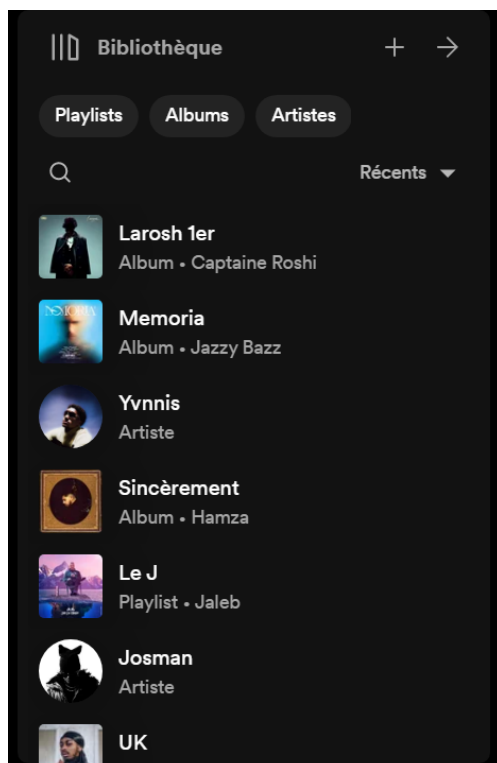 Bibliothèque
Playlists Albums Artistes
Récents
Larosh 1er
Album • Captaine Roshi
Memoria
Album • Jazzy Bazz
Yvnnis
Artiste
Sincèrement
Album • Hamza
Le J
Playlist • Jaleb
Josman
Artiste
UK